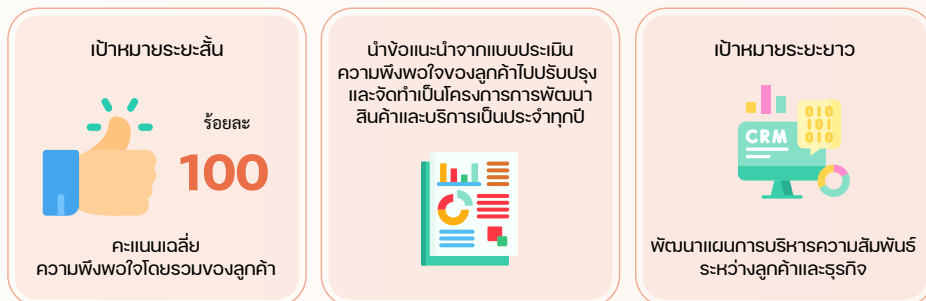 เป้าหมายระยะสั้น
ร้อยละ
100
คะแนนเฉลี่ย
ความพึงพอใจโดยรวมของลูกค้า
นำข้อแนะนำจากแบบประเมิน
ความพึงพอใจของลูกค้าไปปรับปรุง
และจัดทำเป็นโครงการการพัฒนา
สินค้าและบริการเป็นประจำทุกปี
เป้าหมายระยะยาว
CRM
010
101
010
พัฒนาแผนการบริหารความสัมพันธ์
ระหว่างลูกค้าและธุรกิจ